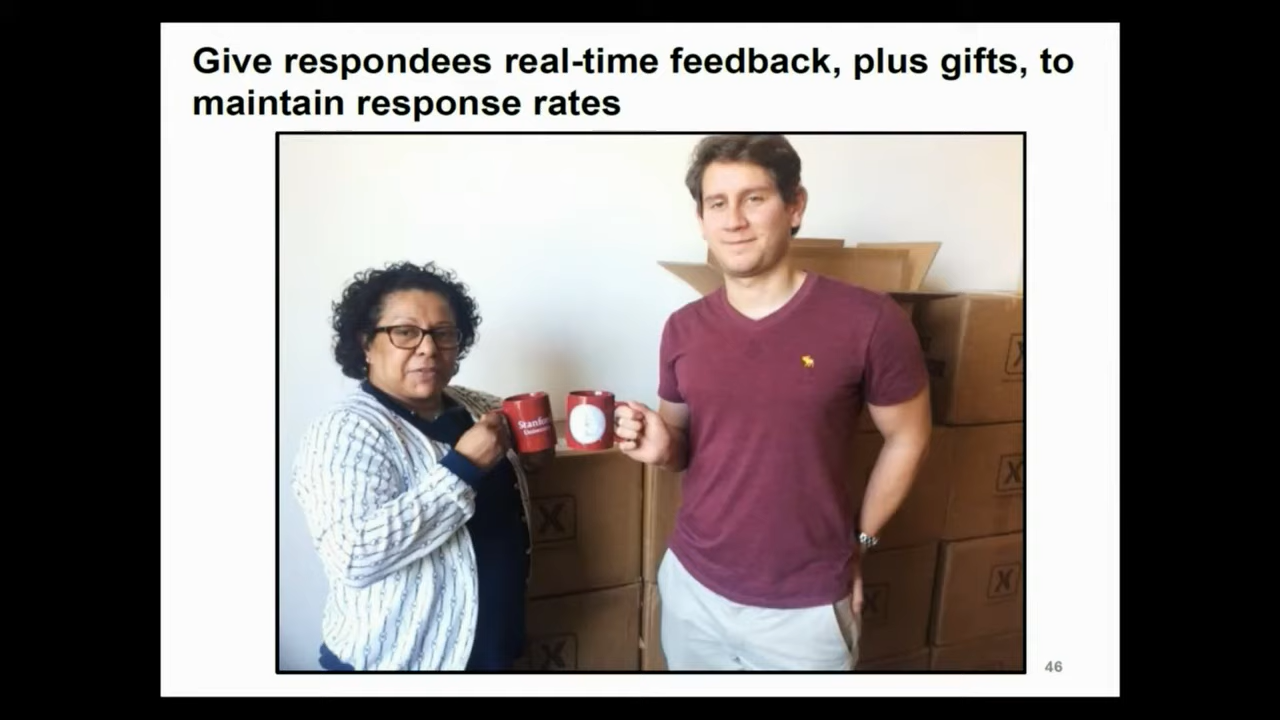 Give respondees real-time feedback, plus gifts, to
maintain response rates
Stanford
X
X
X
X
X
X
46